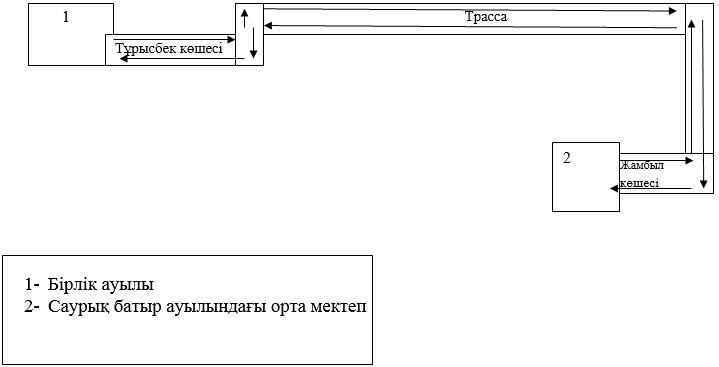 1
Трасса
Тұрысбек көшесі
2
Жамбыл
көшесі
1- Бірлік ауылы
2- Саурық батыр ауылындағы орта мектеп